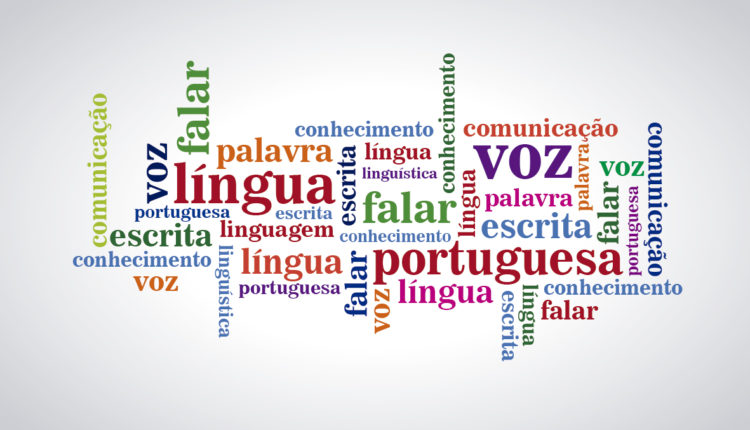 comunicação
falar
conhecimento
conhecimento
comunicação
comunicação
voz
palavra
escrita
língua
voz
palavra
voz
língua
linguística
língua
palavra
falar
portuguesa
portuguesa
escrita
falar
escrita
escrita
linguagem
conhecimento
conhecimento
linguística
língua
portuguesa
voz
portuguesa
falar
voz
língua
escrita
língua
conhecimento
falar